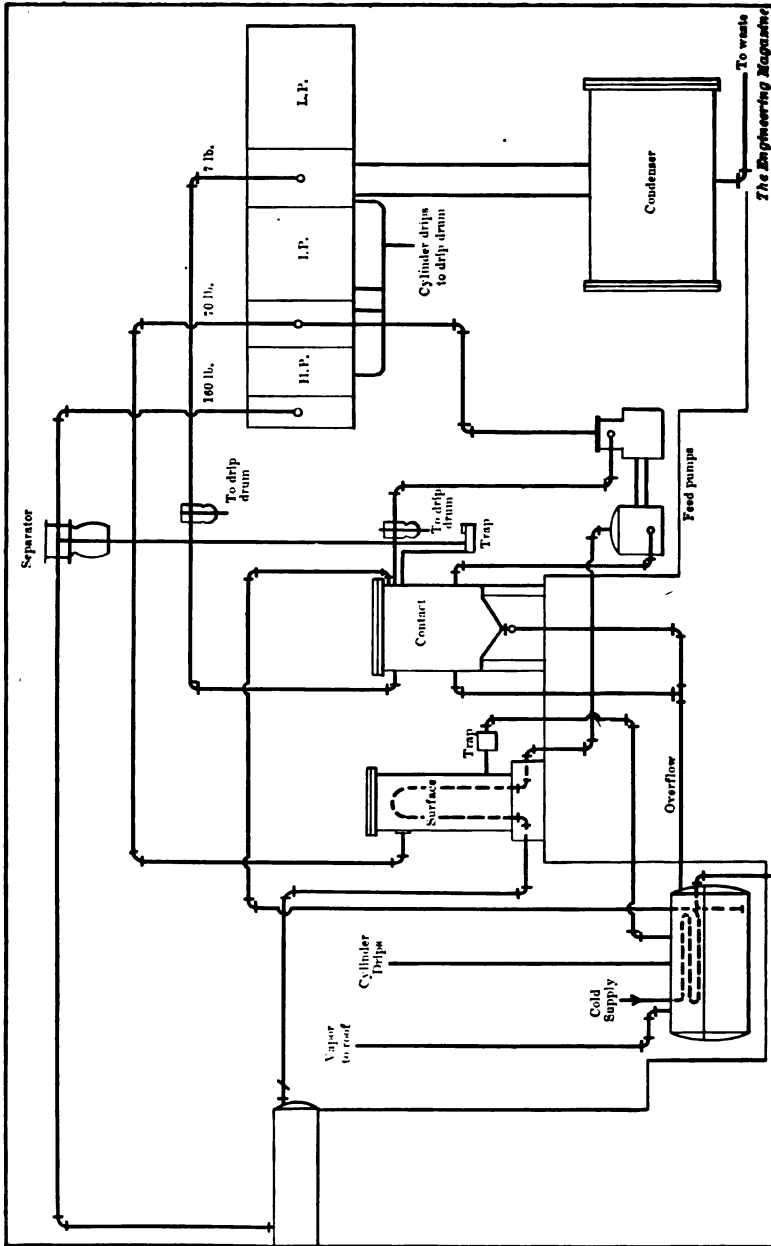 Separator
160 lb.
70 lb.
7 lb.
H.P.
I.P.
L.P.
To drip
drum
Cylinder drips
to drip drum
To drip
drum
Trap
Contact
Condenser
Feed pumps
To waste
Trap
Surface
Overflow
Cylinder
Drips
Cold
Supply
Vapor
to roof
The Engineering Magazine